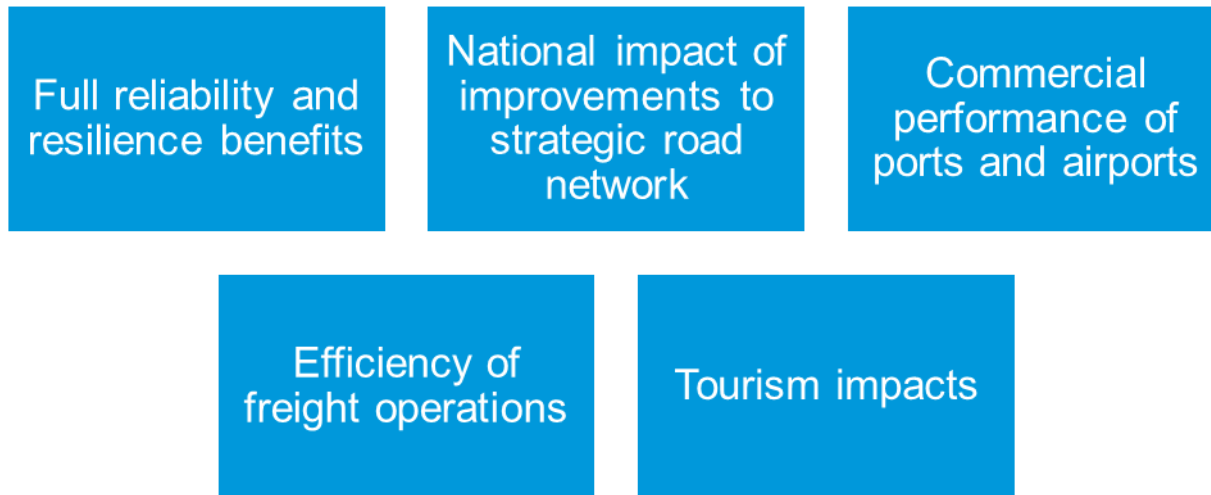 Full reliability and
resilience benefits
National impact of
improvements to
strategic road
network
Commercial
performance of
ports and airports
Efficiency of
freight operations
Tourism impacts